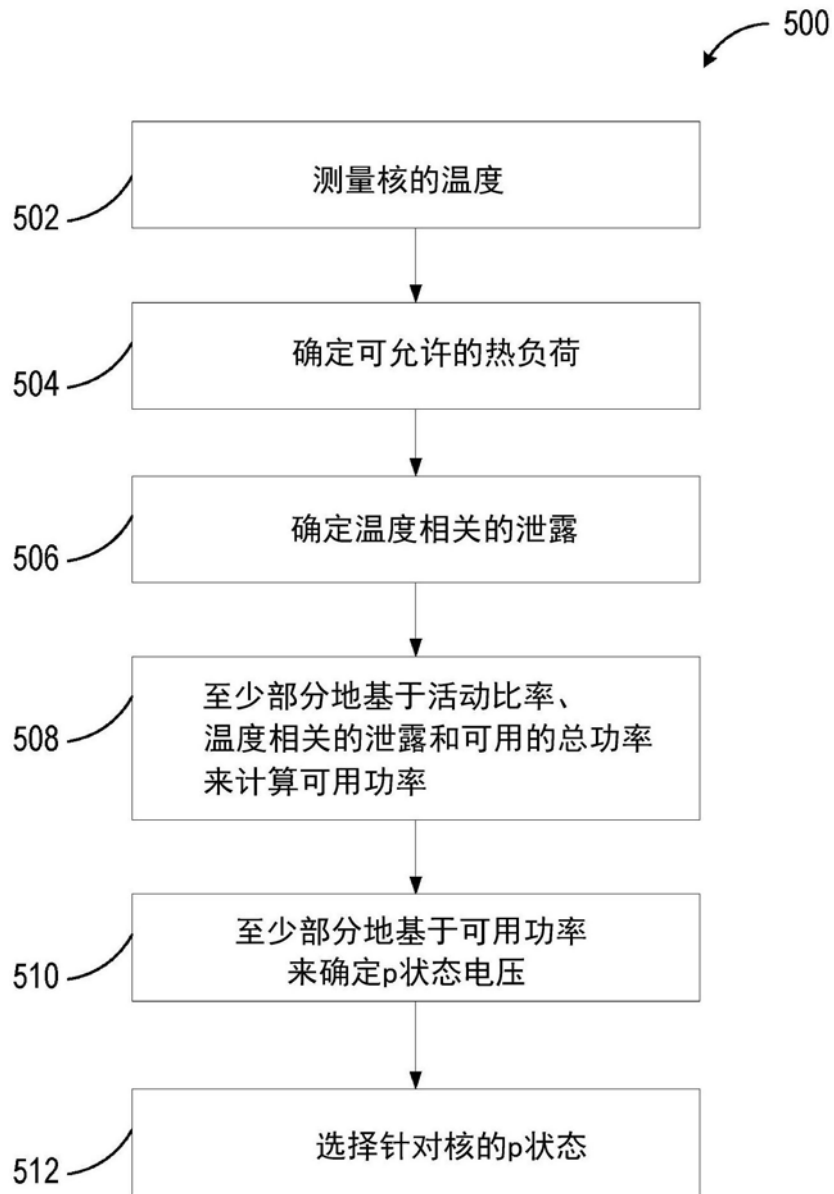 500
测量核的温度
502
确定可允许的热负荷
504
确定温度相关的泄露
506
至少部分地基于活动比率、
温度相关的泄露和可用的总功率
来计算可用功率
508
至少部分地基于可用功率
来确定p状态电压
510
选择针对核的p状态
512